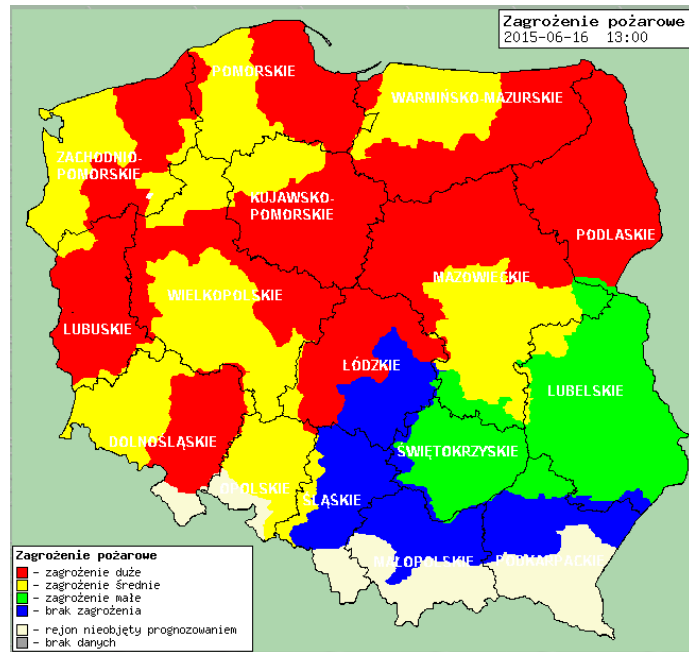 Zagrożenie pożarowe
2015-06-16 13:00
POMORSKIE
WARMIŃSKO-MAZURSKIE
ZACHODNIO-
POMORSKIE
KUJAWSKO-
POMORSKIE
PODLASKIE
MAZOWIECKIE
WIELKOPOLSKIE
LUBUSKIE
ŁÓDZKIE
LUBELSKIE
DOLNOŚLĄSKIE
ŚWIĘTOKRZYSKIE
OPOLSKIE
ŚLĄSKIE
MAŁOPOLSKIE
PODKARPACKIE
Zagrożenie pożarowe
- zagrożenie duże
- zagrożenie średnie
- zagrożenie małe
- brak zagrożenia
- rejon nieobjęty prognozowaniem
- brak danych